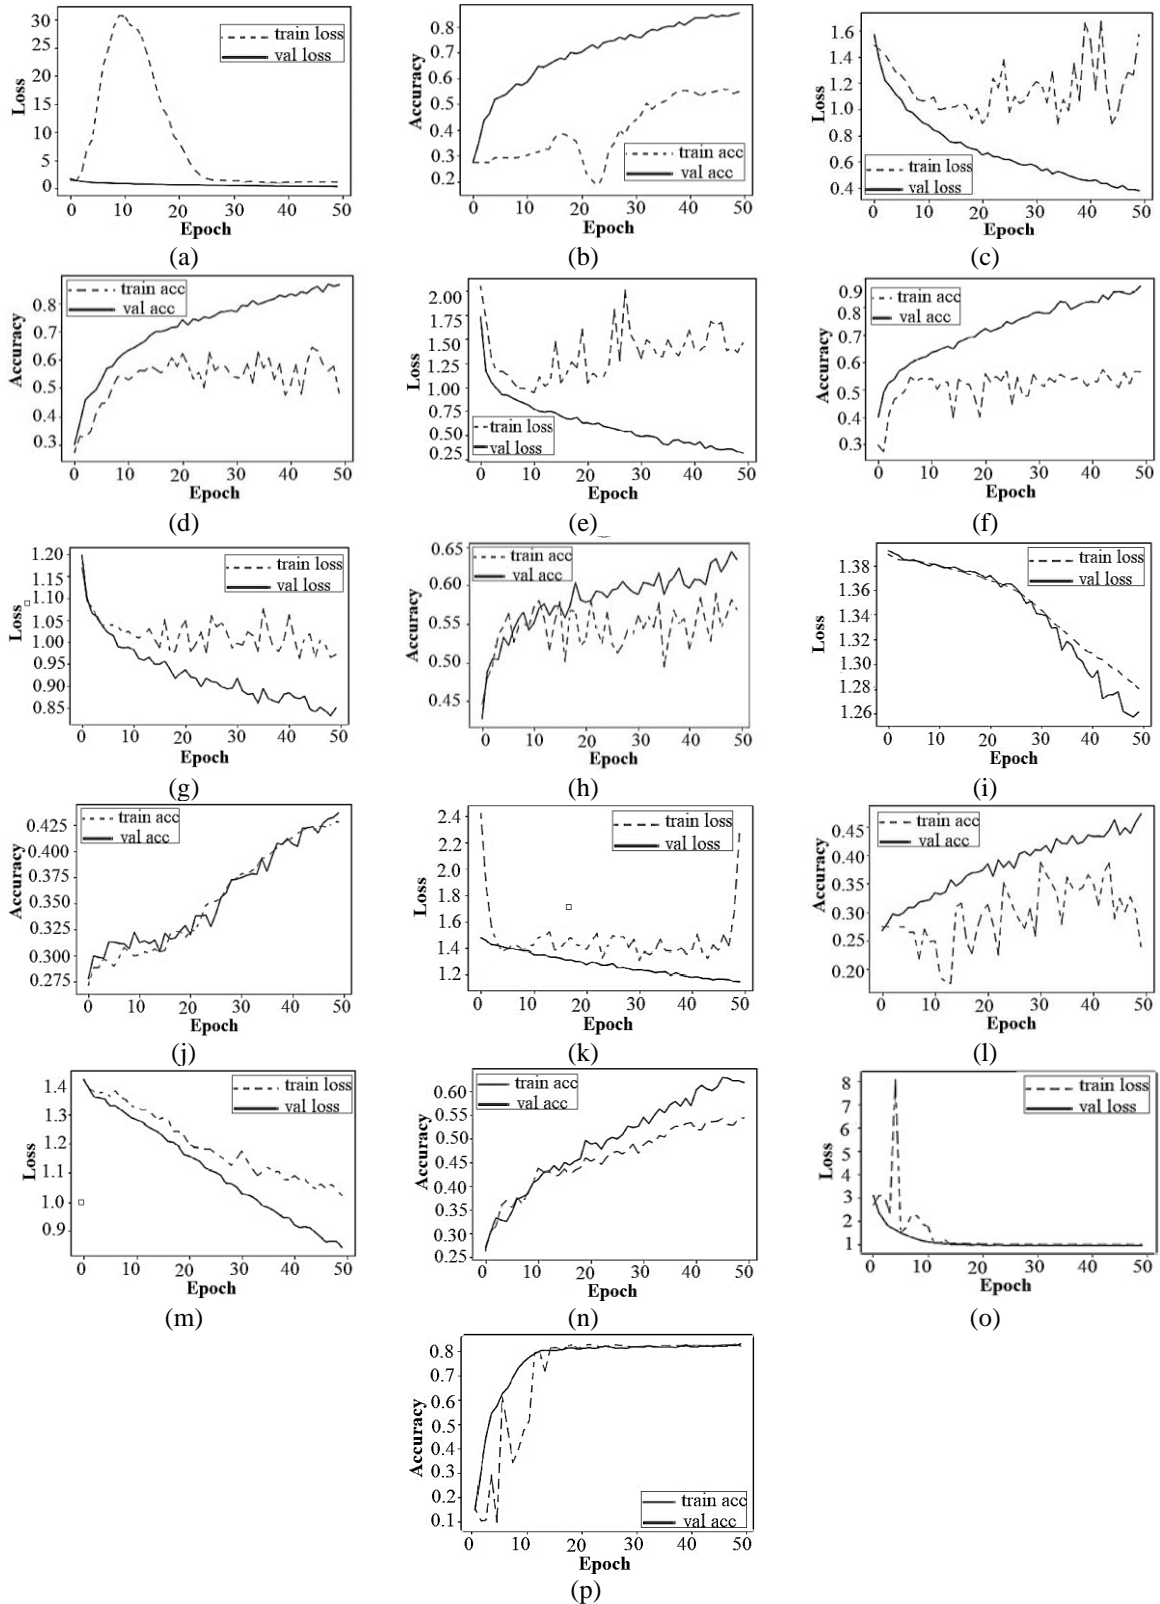 30
25
20
15
10
5
0
Loss
train loss
val loss
0 10 20 30 40 50
Epoch
(a)
0.8
0.7
0.6
0.5
0.4
0.3
0.2
Accuracy
train acc
val acc
0 10 20 30 40 50
Epoch
(b)
1.6
1.4
1.2
1.0
0.8
0.6
0.4
Loss
train loss
val loss
0 10 20 30 40 50
Epoch
(c)
0.8
0.7
0.6
0.5
0.4
0.3
Accuracy
train acc
val acc
0 10 20 30 40 50
Epoch
(d)
2.00
1.75
1.50
1.25
1.00
0.75
0.50
0.25
Loss
train loss
val loss
0 10 20 30 40 50
Epoch
(e)
0.9
0.8
0.7
0.6
0.5
0.4
0.3
Accuracy
train acc
val acc
0 10 20 30 40 50
Epoch
(f)
1.20
1.15
1.10
1.05
1.00
0.95
0.90
0.85
Loss
train loss
val loss
0 10 20 30 40 50
Epoch
(g)
0.65
0.60
0.55
0.50
0.45
Accuracy
train acc
val acc
0 10 20 30 40 50
Epoch
(h)
1.38
1.36
1.32
1.30
1.28
1.26
Loss
train loss
val loss
0 10 20 30 40 50
Epoch
(i)
0.425
0.400
0.375
0.350
0.325
0.300
0.275
Accuracy
train acc
val acc
0 10 20 30 40 50
Epoch
(j)
2.4
2.2
2.0
1.8
1.6
1.4
1.2
Loss
train loss
val loss
0 10 20 30 40 50
Epoch
(k)
0.45
0.40
0.35
0.30
0.25
0.20
Accuracy
train acc
val acc
0 10 20 30 40 50
Epoch
(l)
1.4
1.3
1.2
1.1
1.0
0.9
Loss
train loss
val loss
0 10 20 30 40 50
Epoch
(m)
0.60
0.55
0.50
0.45
0.40
0.35
0.30
0.25
Accuracy
train acc
val acc
0 10 20 30 40 50
Epoch
(n)
8
7
6
5
4
3
2
1
Loss
train loss
val loss
0 10 20 30 40 50
Epoch
(o)
0.8
0.7
0.6
0.5
0.4
0.3
0.2
0.1
Accuracy
train acc
val acc
0 10 20 30 40 50
Epoch
(p)